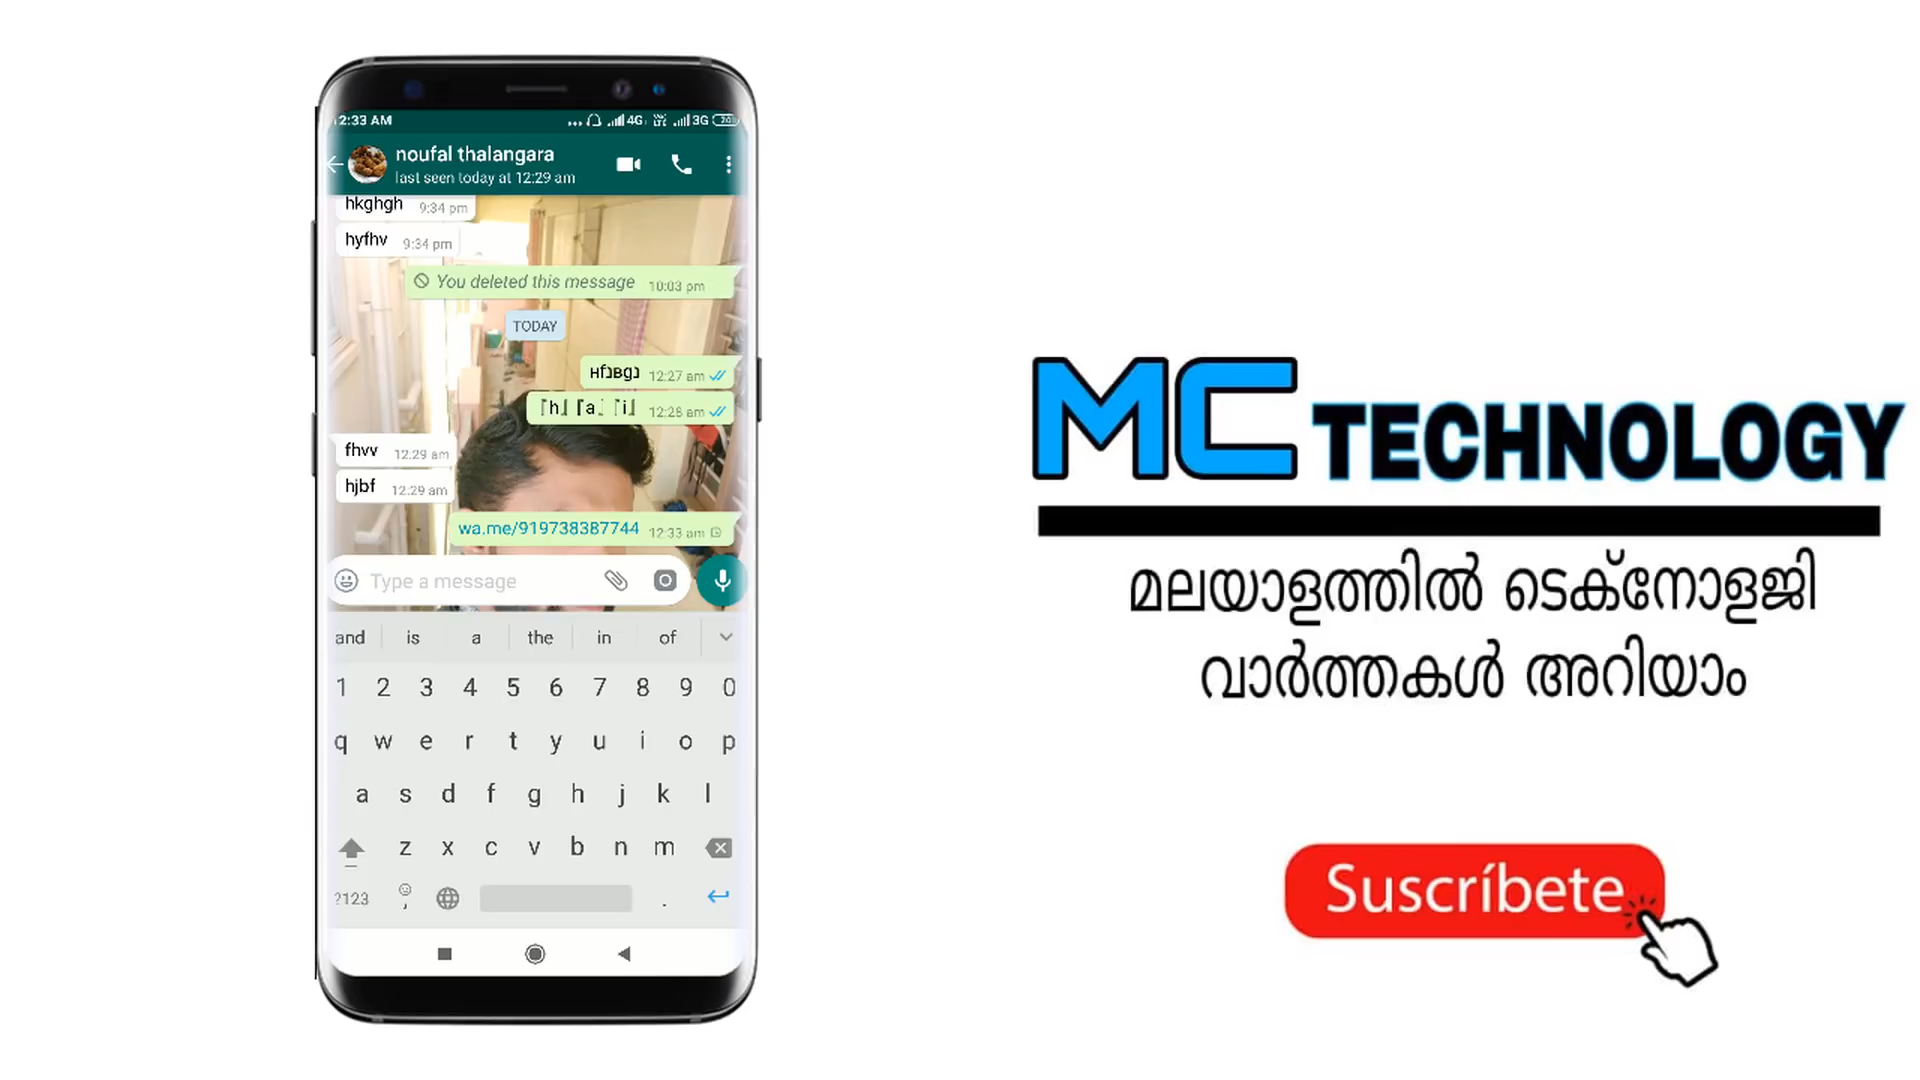 2:33 AM
4G
3G
20
noufal thalangara
last seen today at 12:29 am
hkghgh 9:34 pm
hyfhv 9:34 pm
You deleted this message 10:03 pm
TODAY
12:27 am
「h」「a」「i」 12:28 am
fhvv 12:29 am
hjbf 12:29 am
wa.me/919738387744 12:33 am
Type a message
and is a the in of
1 2 3 4 5 6 7 8 9 0
q w e r t y u i o p
a s d f g h j k l
z x c v b n m
?123 , .
MC TECHNOLOGY
മലയാളത്തിൽ ടെക്നോളജി
വാർത്തകൾ അറിയാം
Suscríbete